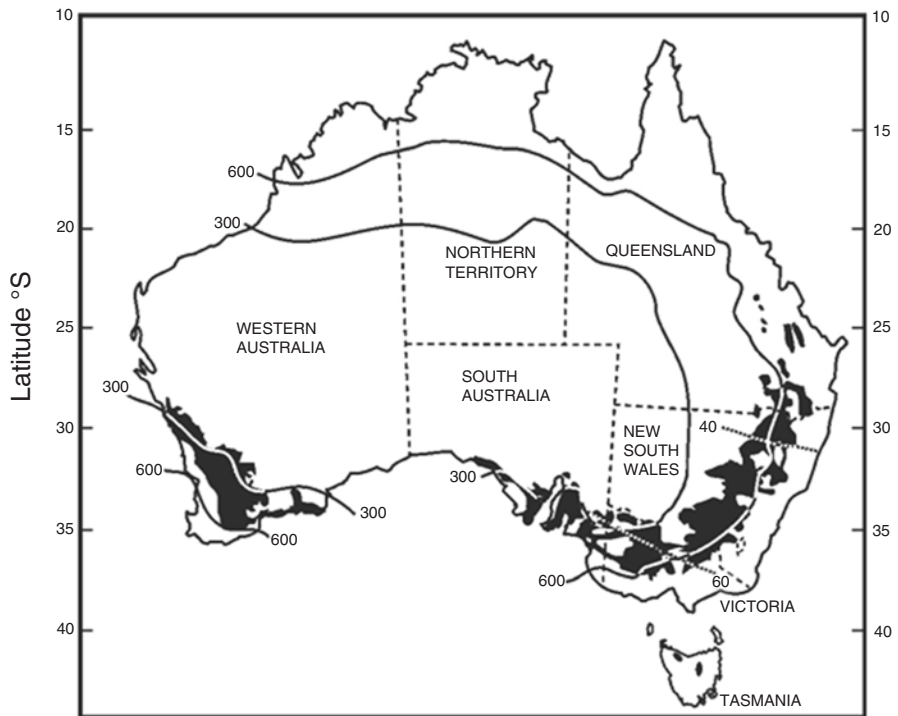 10
10
15
15
600
300
20
20
NORTHERN
TERRITORY
QUEENSLAND
Latitude °S
25
25
WESTERN
AUSTRALIA
SOUTH
AUSTRALIA
300
30
30
40
NEW
SOUTH
WALES
600
300
300
35
35
600
600
60
VICTORIA
40
40
TASMANIA